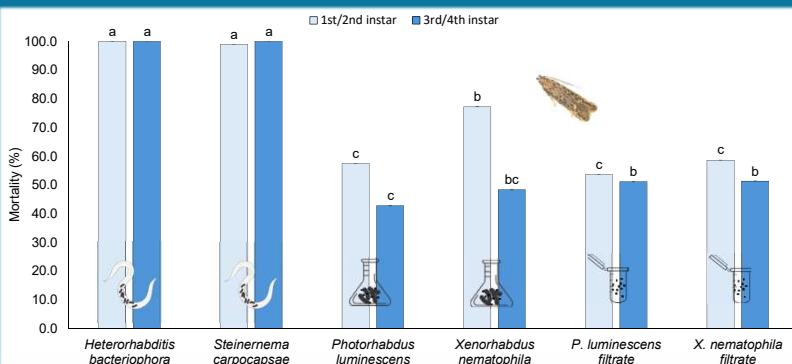 1st/2nd instar 3rd/4th instar
Mortality (%)
100.0
90.0
80.0
70.0
60.0
50.0
40.0
30.0
20.0
10.0
0.0
a a a a c c b bc c b c b
Heterorhabditis Steinernema Photorhabdus Xenorhabdus P. luminescens X. nematophila
bacteriophora carpocapsae luminescens nematophila filtrate filtrate